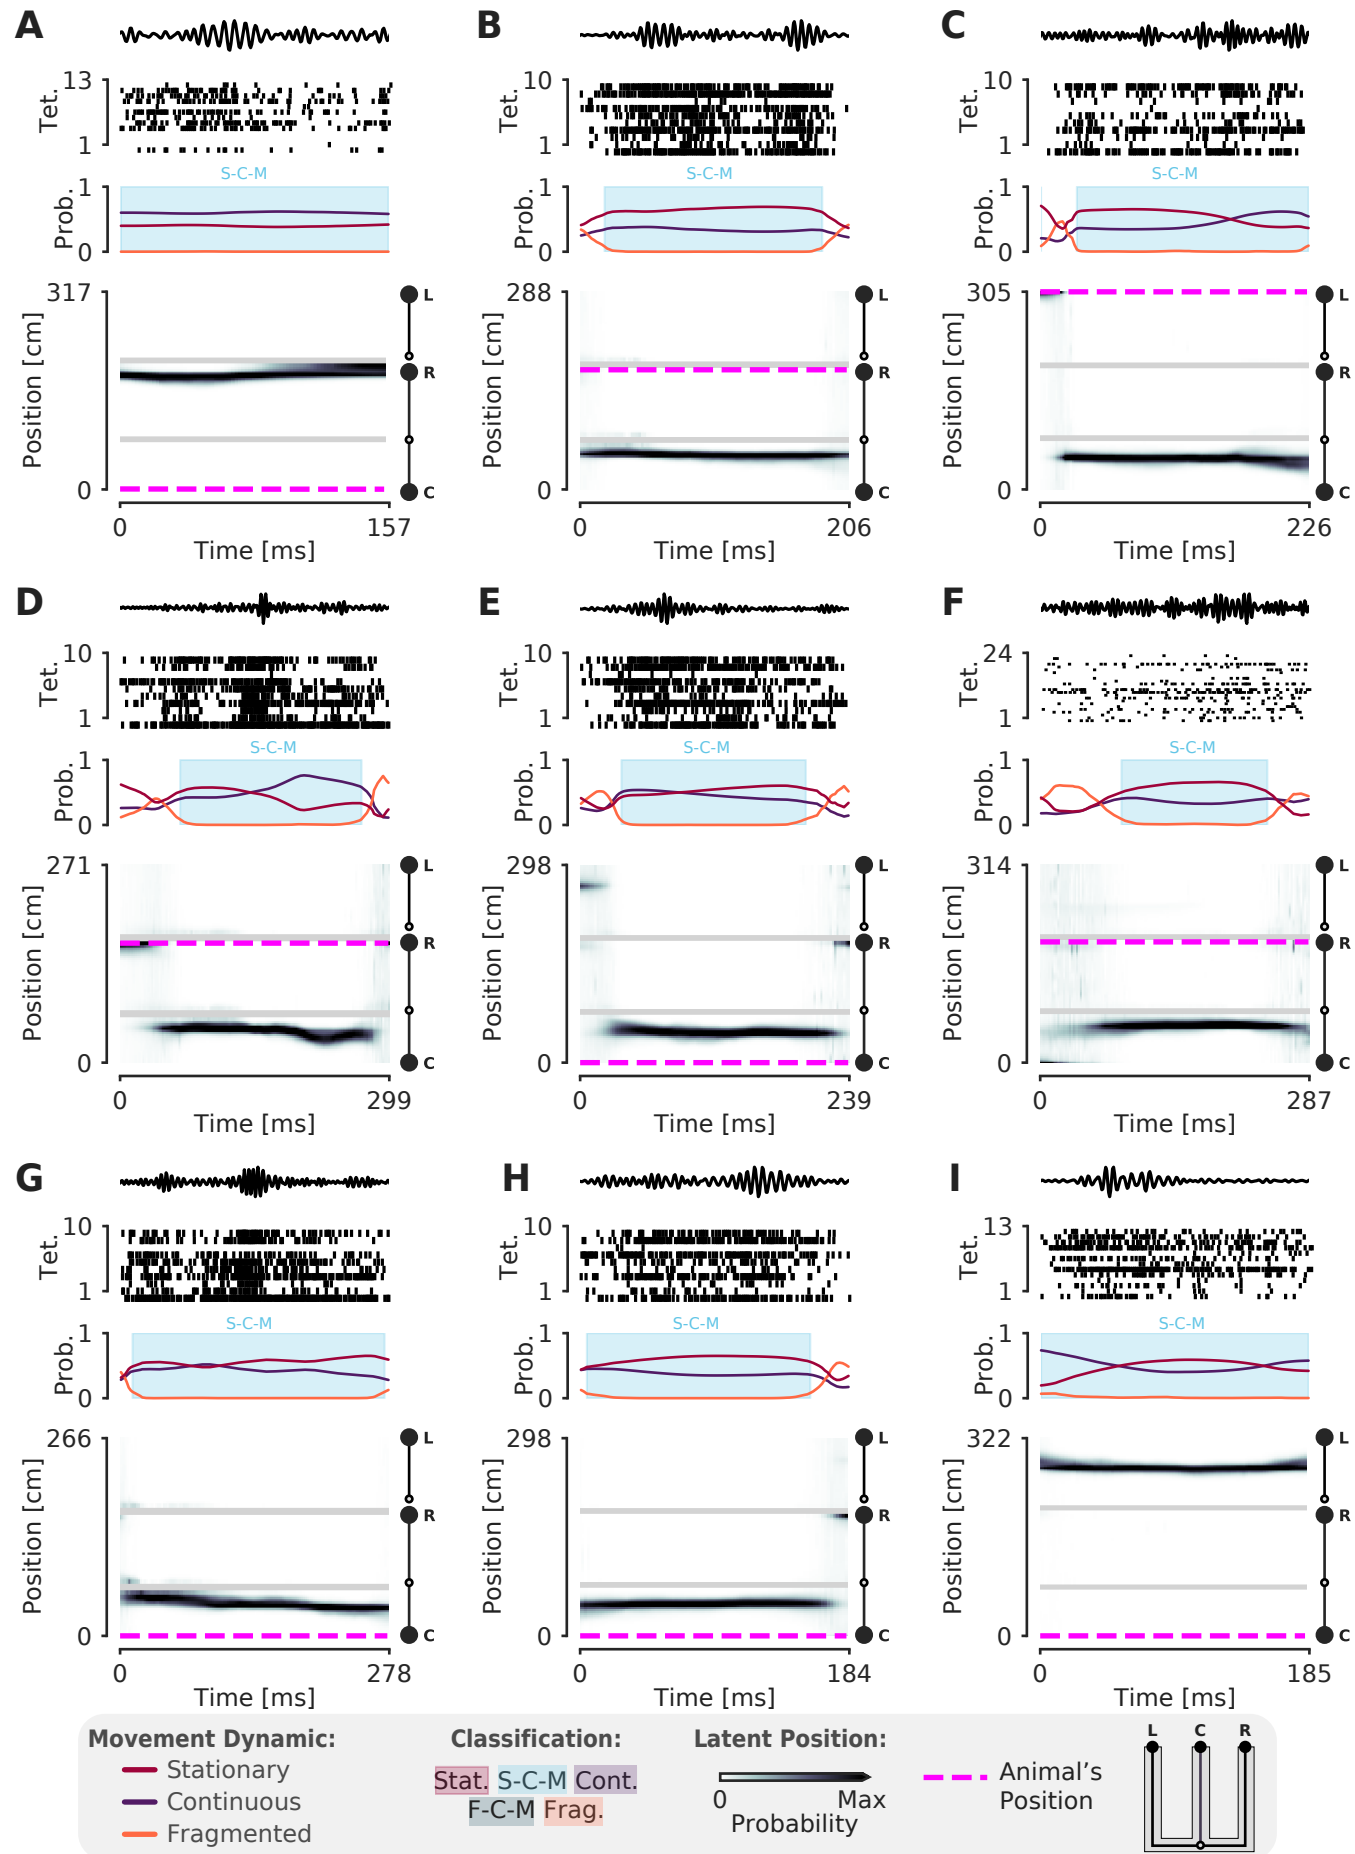 A
B
C
13
Tet.
1
10
Tet.
1
10
Tet.
1
S-C-M
S-C-M
S-C-M
1
Prob.
0
1
Prob.
0
1
Prob.
0
317
Position [cm]
0
L
R
C
288
Position [cm]
0
L
R
C
305
Position [cm]
0
L
R
C
0
157
Time [ms]
0
206
Time [ms]
0
226
Time [ms]
D
E
F
10
Tet.
1
10
Tet.
1
24
Tet.
1
S-C-M
S-C-M
S-C-M
1
Prob.
0
1
Prob.
0
1
Prob.
0
271
Position [cm]
0
L
R
C
298
Position [cm]
0
L
R
C
314
Position [cm]
0
L
R
C
0
299
Time [ms]
0
239
Time [ms]
0
287
Time [ms]
G
H
I
10
Tet.
1
10
Tet.
1
13
Tet.
1
S-C-M
S-C-M
S-C-M
1
Prob.
0
1
Prob.
0
1
Prob.
0
266
Position [cm]
0
L
R
C
298
Position [cm]
0
L
R
C
322
Position [cm]
0
L
R
C
0
278
Time [ms]
0
184
Time [ms]
0
185
Time [ms]
Movement Dynamic:
Stationary
Continuous
Fragmented
Classification:
Stat. S-C-M Cont.
F-C-M Frag.
Latent Position:
0 Max
Probability
Animal's
Position
L C R